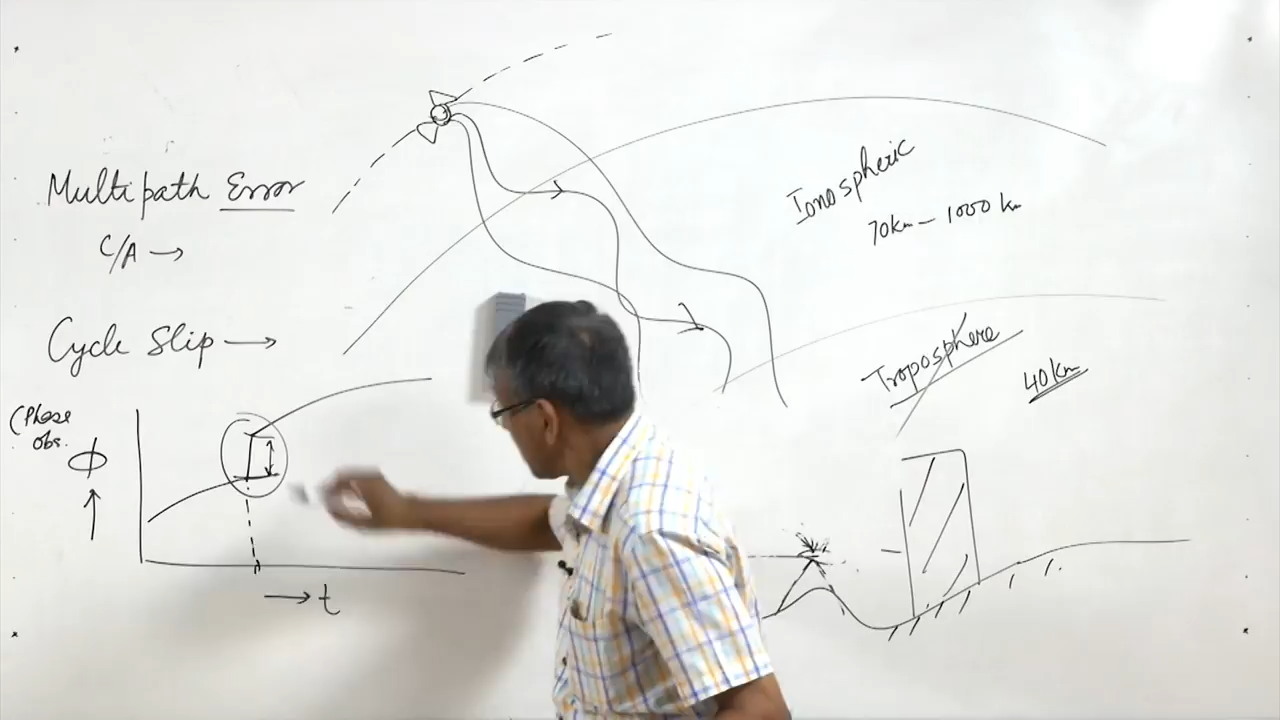 Multipath Error
C/A →
Cycle Slip →
(Phase
obs.
ϕ
→ t
Ionospheric
70km – 1000 km
Troposphere
40km